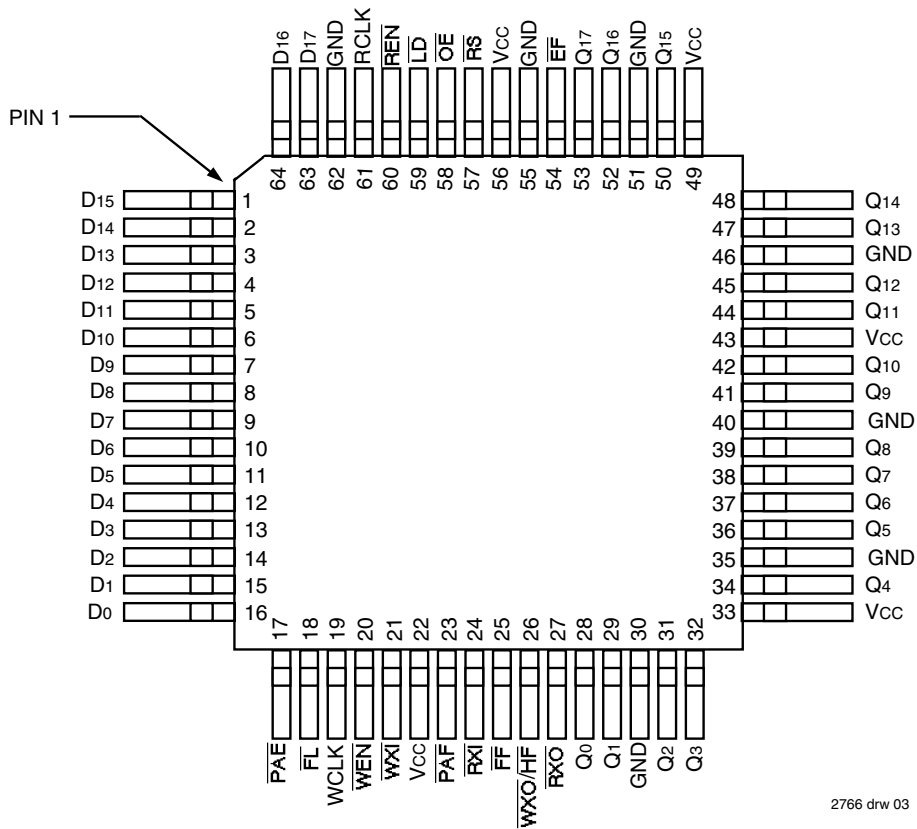 D16 D17 GND RCLK REN LD OE RS VCC GND EF Q17 Q16 GND Q15 VCC
PIN 1
64 63 62 61 60 59 58 57 56 55 54 53 52 51 50 49
D15 1 48 Q14
D14 2 47 Q13
D13 3 46 GND
D12 4 45 Q12
D11 5 44 Q11
D10 6 43 VCC
D9 7 42 Q10
D8 8 41 Q9
D7 9 40 GND
D6 10 39 Q8
D5 11 38 Q7
D4 12 37 Q6
D3 13 36 Q5
D2 14 35 GND
D1 15 34 Q4
D0 16 33 VCC
17 18 19 20 21 22 23 24 25 26 27 28 29 30 31 32
PAE FL WCLK WEN WXI VCC PAF RXI FF WXO/HF RXO Q0 Q1 GND Q2 Q3
2766 drw 03